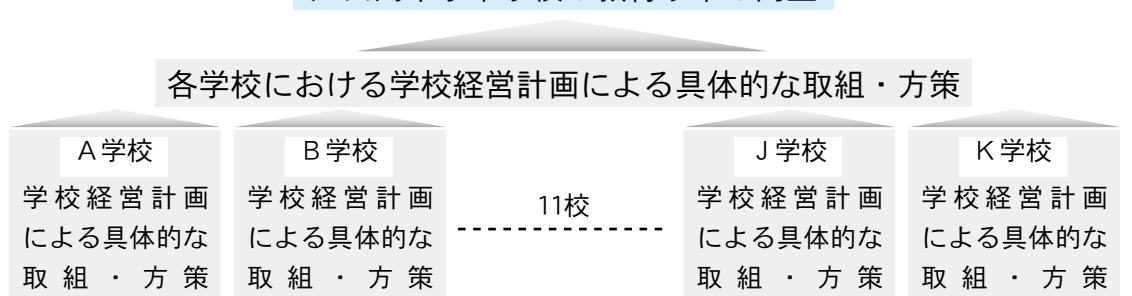 各学校における学校経営計画による具体的な取組・方策
A学校
学校経営計画
による具体的な
取組・方策
B学校
学校経営計画
による具体的な
取組・方策
11校
J学校
学校経営計画
による具体的な
取組・方策
K学校
学校経営計画
による具体的な
取組・方策